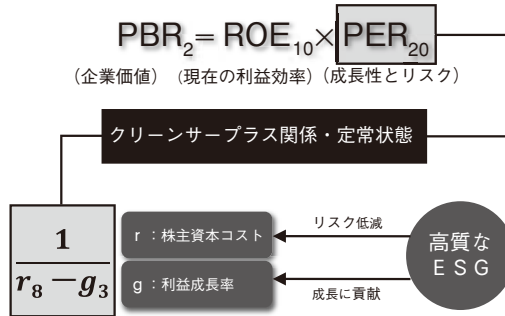 PBR₂= ROE₁₀×PER₂₀
（企業価値）（現在の利益効率）（成長性とリスク）
クリーンサープラス関係・定常状態
1
r₈ −g₃
r：株主資本コスト
g：利益成長率
リスク低減
成長に貢献
高質な
ＥＳＧ